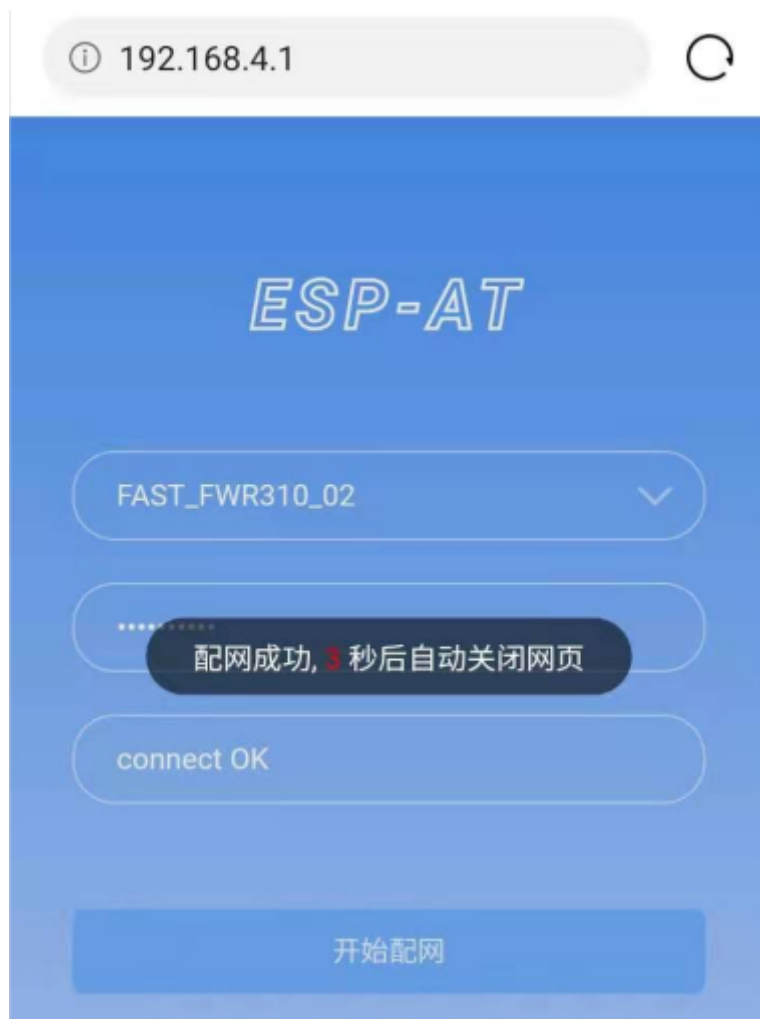 192.168.4.1
ESP-AT
FAST_FWR310_02
配网成功, 3 秒后自动关闭网页
connect OK
开始配网